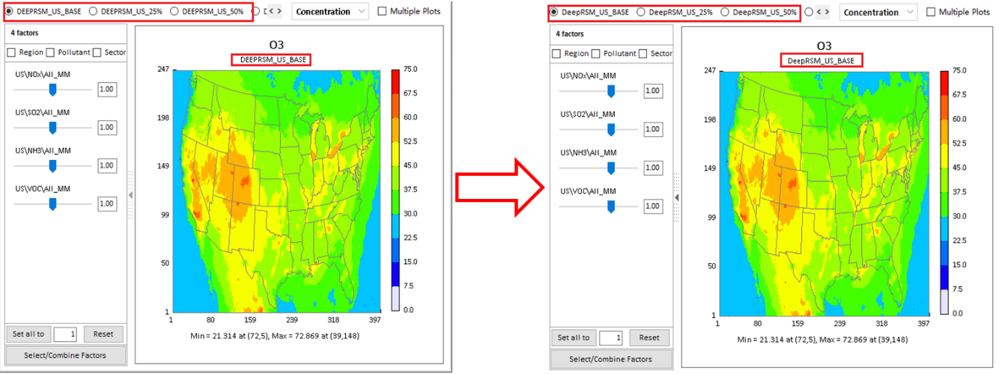 DEEPRSM_US_BASE DEEPRSM_US_25% DEEPRSM_US_50% < > Concentration Multiple Plots
4 factors
Region Pollutant Sector
US\NOx\All_MM
1.00
US\SO2\All_MM
1.00
US\NH3\All_MM
1.00
US\VOC\All_MM
1.00
Set all to 1 Reset
Select/Combine Factors
O3
DEEPRSM_US_BASE
247
198
149
99
50
1
1 80 159 239 318 397
75.0
67.5
60.0
52.5
45.0
37.5
30.0
22.5
15.0
7.5
0.0
Min = 21.314 at (72,5), Max = 72.869 at (39,148)
DeepRSM_US_BASE DeepRSM_US_25% DeepRSM_US_50% < > Concentration Multiple Plots
4 factors
Region Pollutant Sector
US\NOx\All_MM
1.00
US\SO2\All_MM
1.00
US\NH3\All_MM
1.00
US\VOC\All_MM
1.00
Set all to 1 Reset
Select/Combine Factors
O3
DeepRSM_US_BASE
247
198
149
99
50
1
1 80 159 239 318 397
75.0
67.5
60.0
52.5
45.0
37.5
30.0
22.5
15.0
7.5
0.0
Min = 21.314 at (72,5), Max = 72.869 at (39,148)